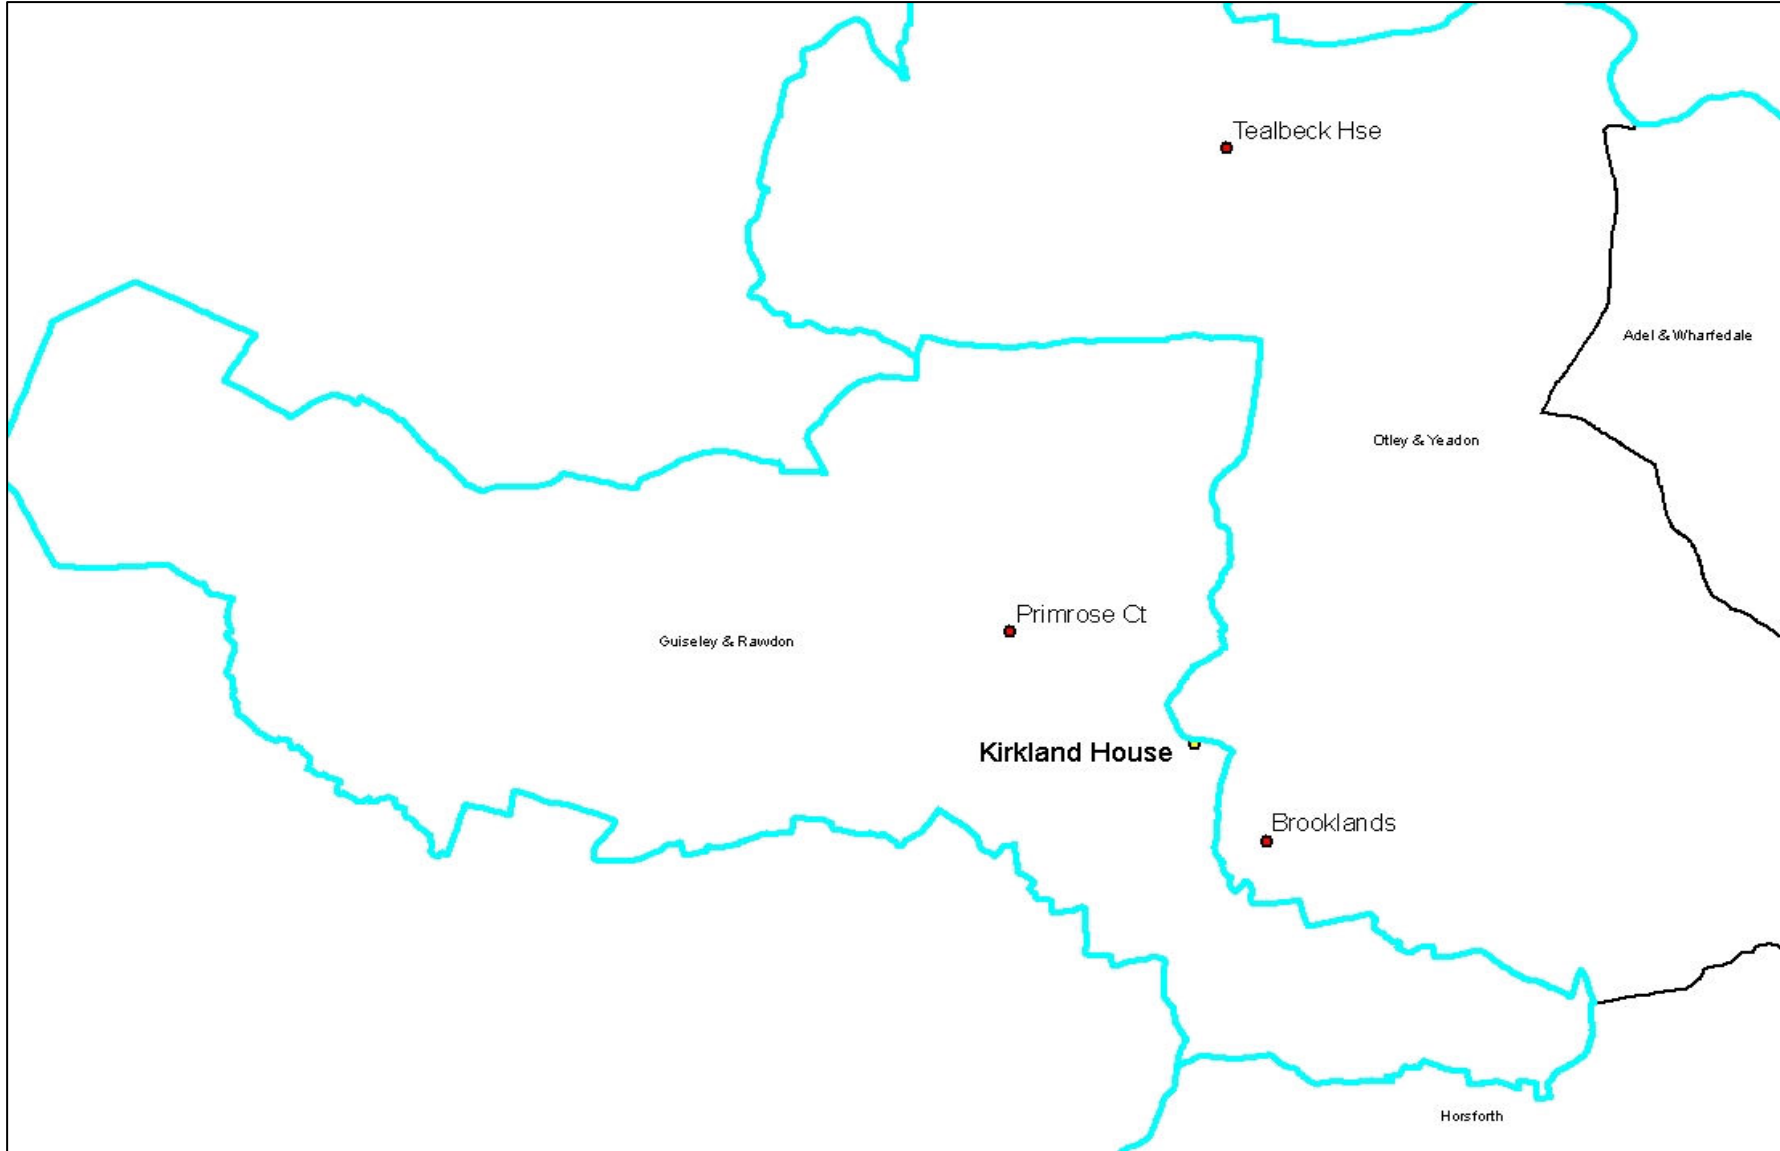 Tealbeck Hse
Adel & Wharfedale
Otley & Yeadon
Primrose Ct
Guiseley & Rawdon
Kirkland House
Brooklands
Horsforth